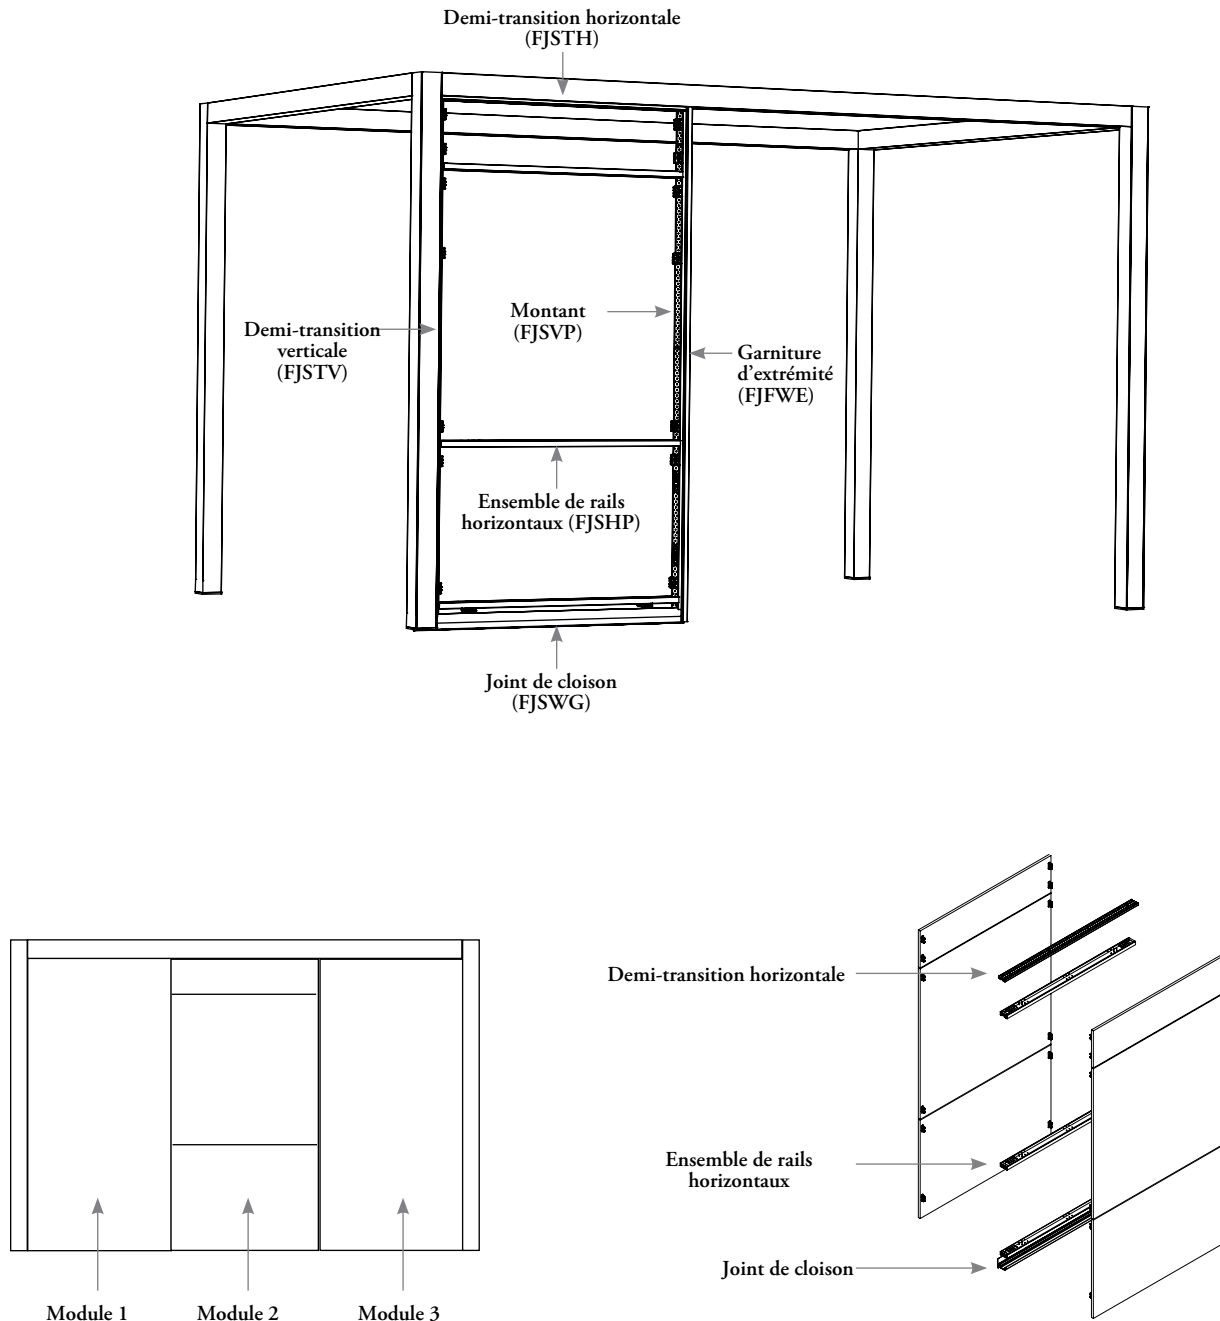 Demi-transition horizontale
(FJSTH)
Demi-transition
verticale
(FJSTV)
Montant
(FJSVP)
Garniture
d’extrémité
(FJFWE)
Ensemble de rails
horizontaux (FJSHP)
Joint de cloison
(FJSWG)
Demi-transition horizontale
Ensemble de rails
horizontaux
Joint de cloison
Module 1
Module 2
Module 3